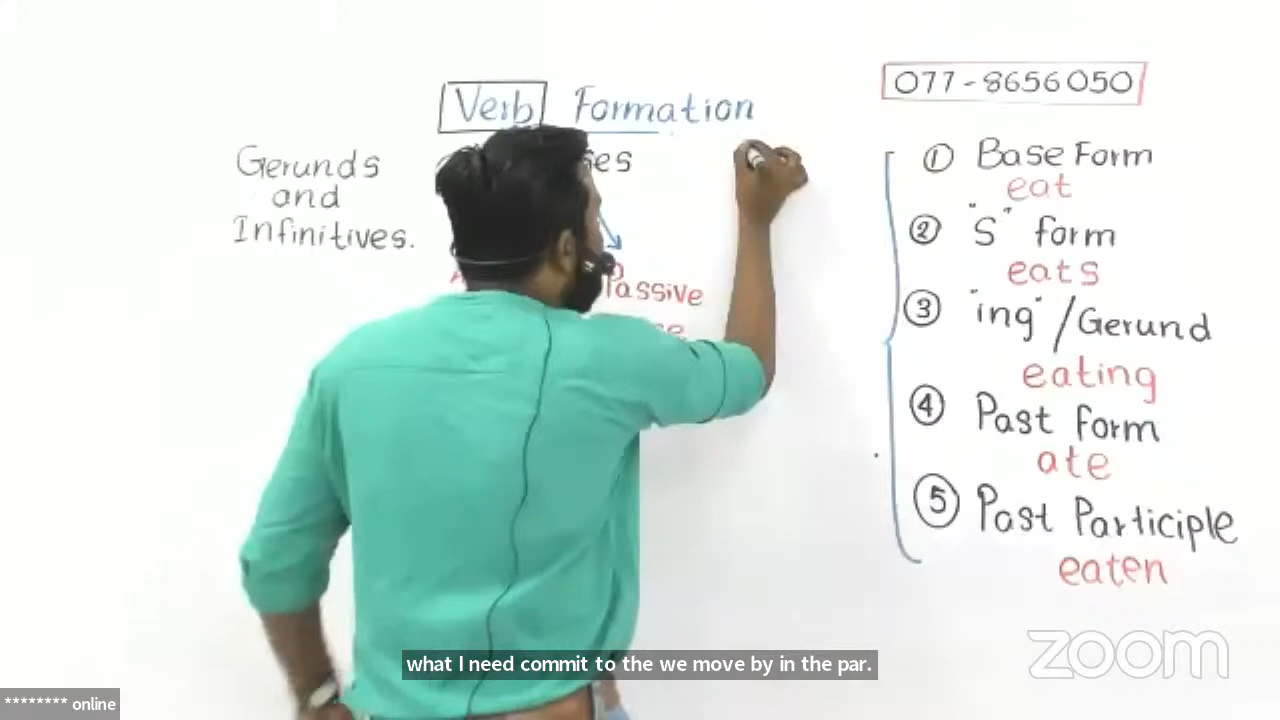 077-8656050
Verb Formation
Gerunds
and
Infinitives.
Passive
① Base Form
eat
② "S" form
eats
③ "ing" /Gerund
eating
④ Past form
ate
⑤ Past Participle
eaten
what I need commit to the we move by in the par.
zoom
******** online